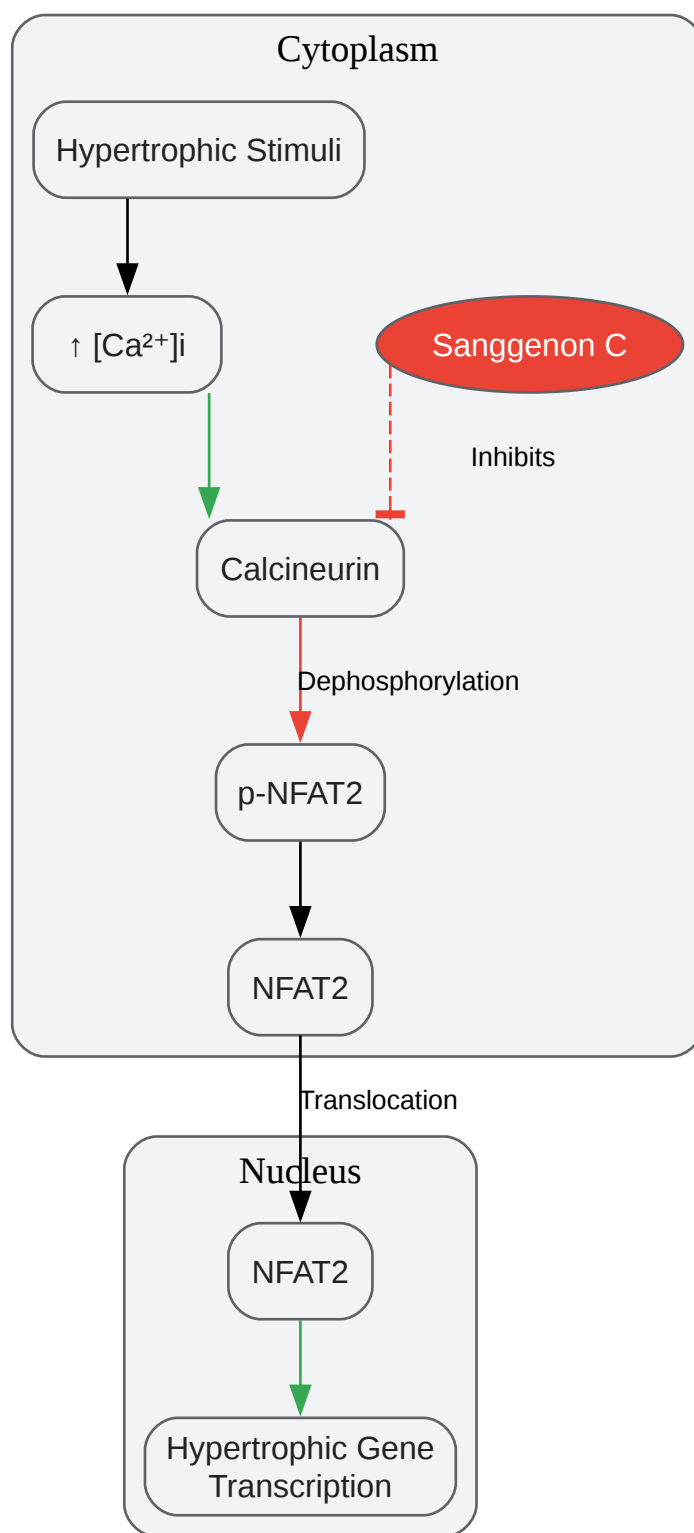 Cytoplasm
Hypertrophic Stimuli
↑ [Ca²⁺]i
Sanggenon C
Inhibits
Calcineurin
Dephosphorylation
p-NFAT2
NFAT2
Translocation
Nucleus
NFAT2
Hypertrophic Gene
Transcription